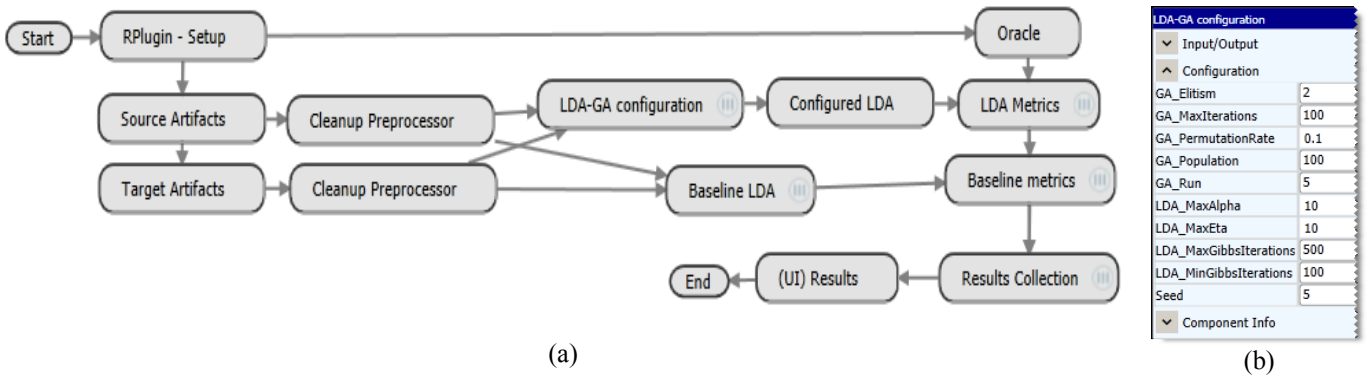 Start
RPlugin - Setup
Oracle
Source Artifacts
Cleanup Preprocessor
LDA-GA configuration
Configured LDA
LDA Metrics
Target Artifacts
Cleanup Preprocessor
Baseline LDA
Baseline metrics
End
(UI) Results
Results Collection
(a)
LDA-GA configuration
Input/Output
Configuration
GA_Elitism 2
GA_MaxIterations 100
GA_PermutationRate 0.1
GA_Population 100
GA_Run 5
LDA_MaxAlpha 10
LDA_MaxEta 10
LDA_MaxGibbsIterations 500
LDA_MinGibbsIterations 100
Seed 5
Component Info
(b)